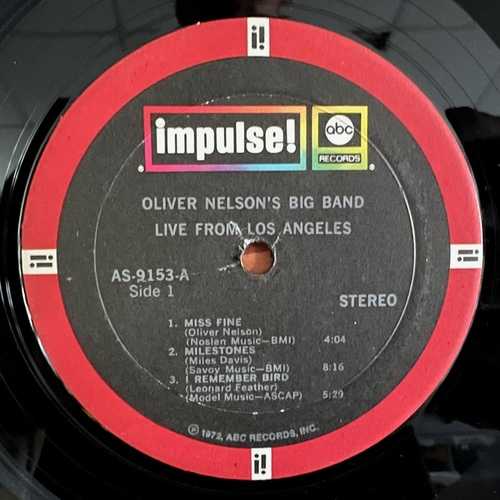 i!
impulse!
abc
RECORDS
OLIVER NELSON'S BIG BAND
LIVE FROM LOS ANGELES
i!
i!
AS-9153-A
Side 1
STEREO
1. MISS FINE
(Oliver Nelson)
(Noslen Music—BMI) 4:04
2. MILESTONES
(Miles Davis)
(Savoy Music—BMI) 8:16
3. I REMEMBER BIRD
(Leonard Feather)
(Model Music—ASCAP) 5:29
Ⓟ 1972, ABC RECORDS, INC.
i!